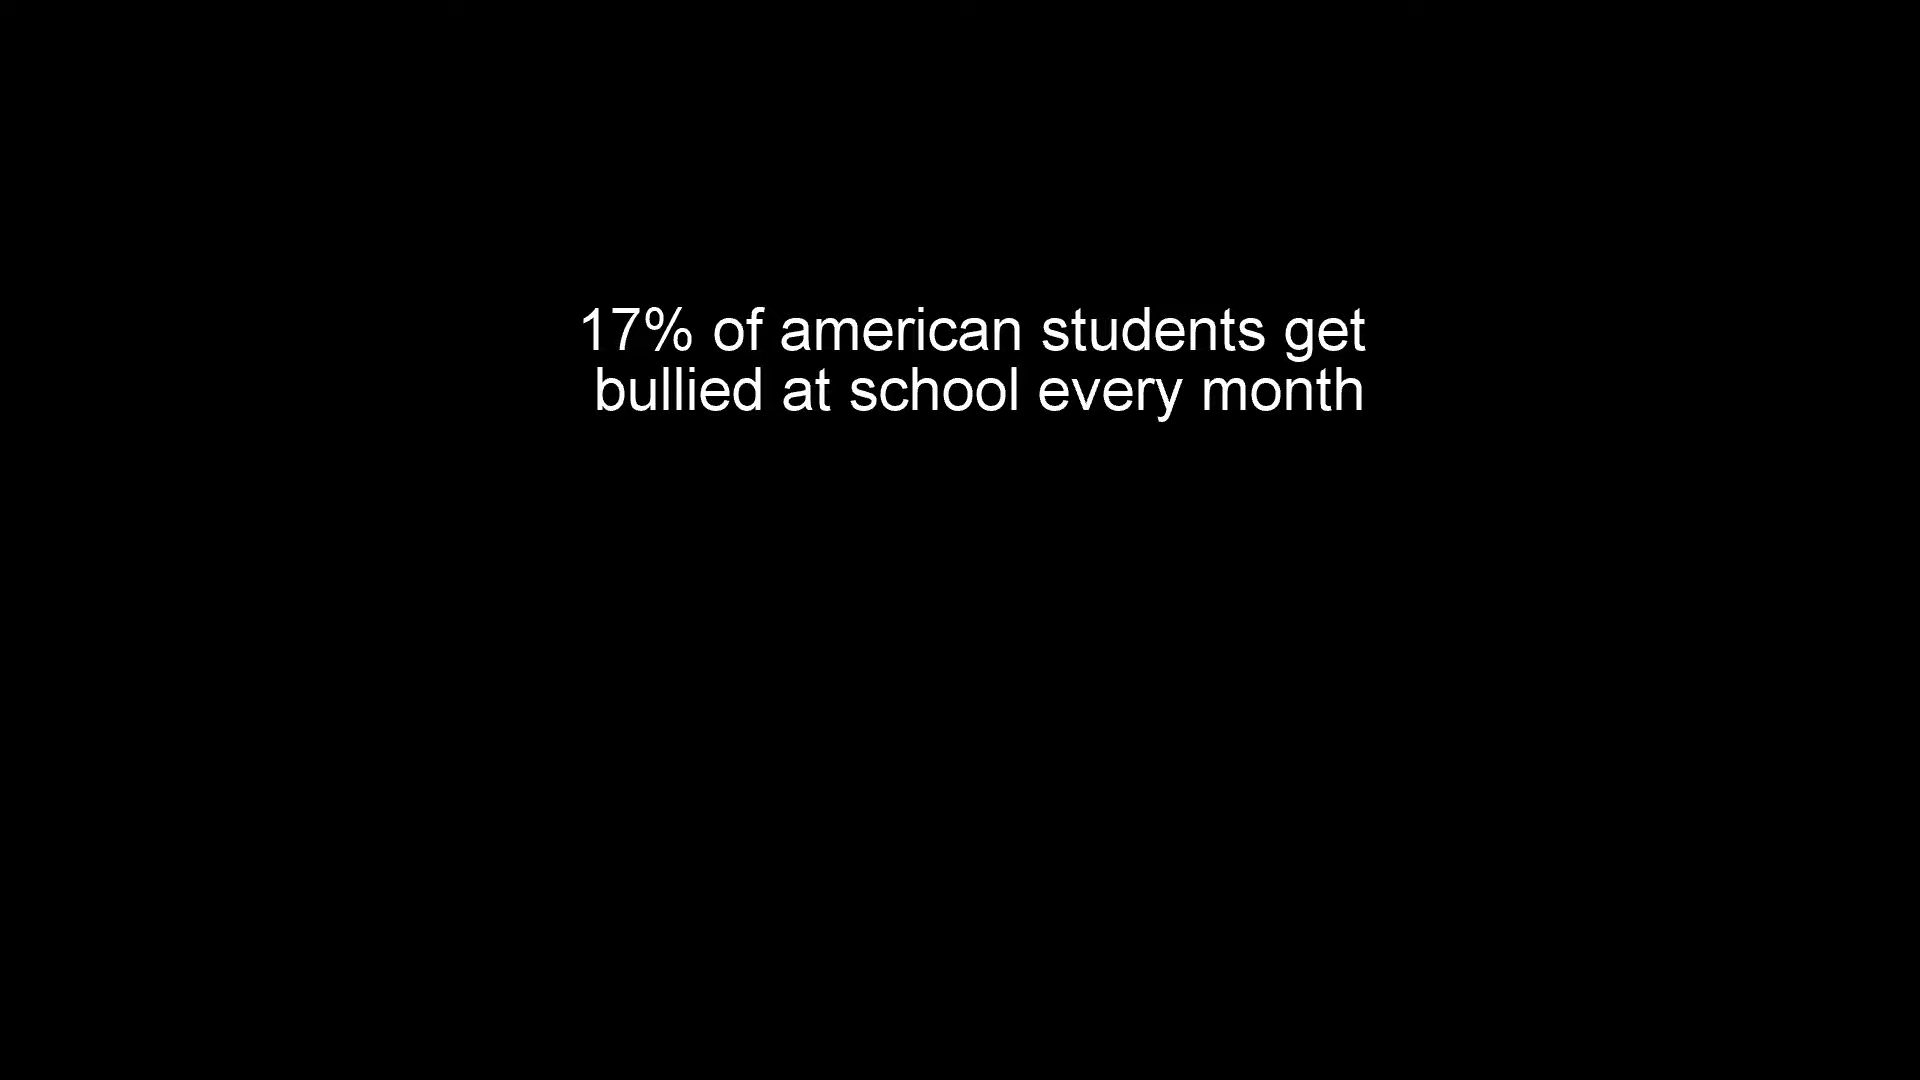 17% of american students get
bullied at school every month